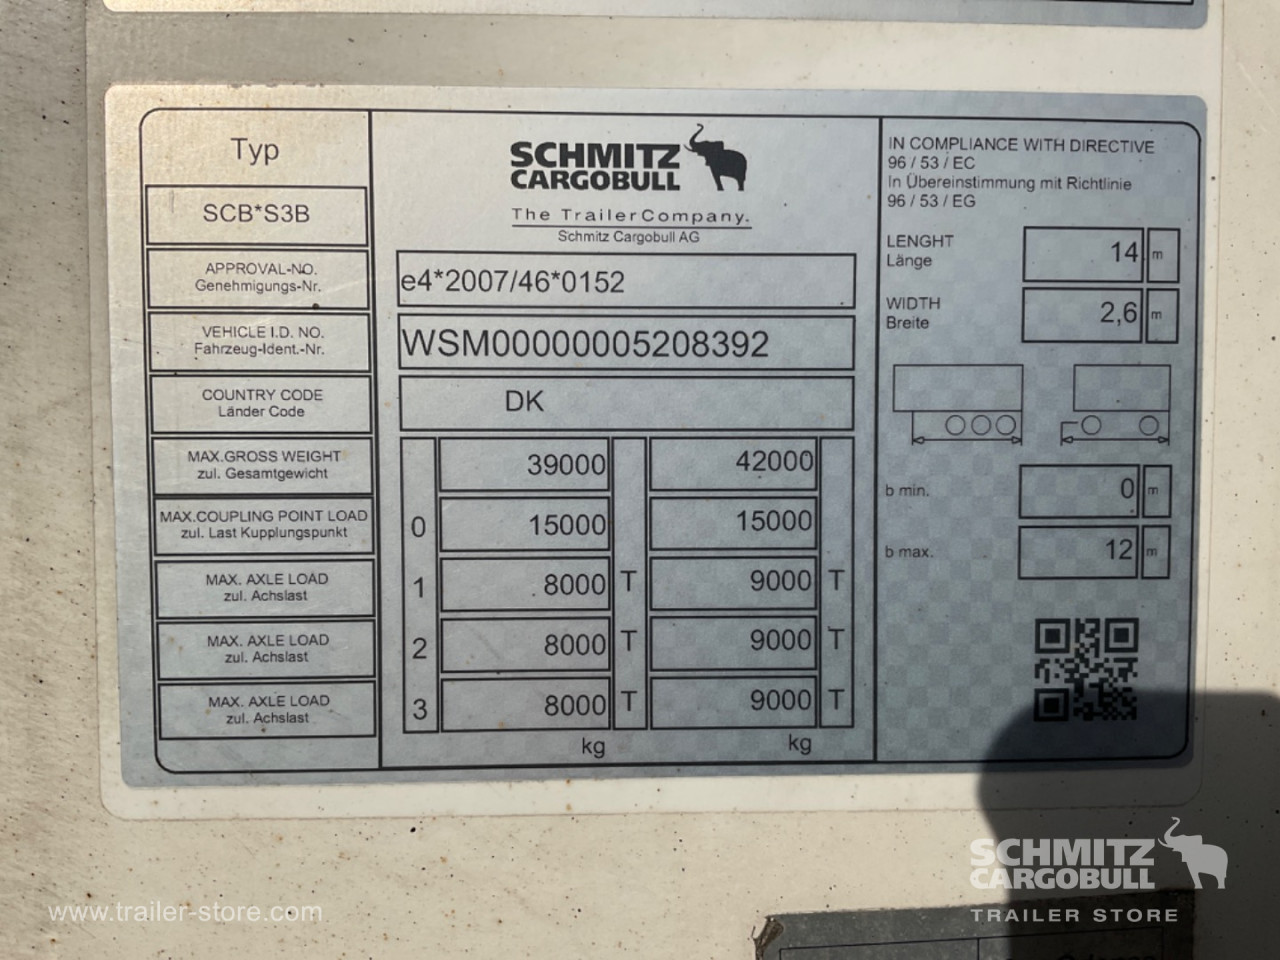 Typ
SCB*S3B
APPROVAL-NO.
Genehmigungs-Nr.
VEHICLE I.D. NO.
Fahrzeug-Ident.-Nr.
COUNTRY CODE
Länder Code
MAX.GROSS WEIGHT
zul. Gesamtgewicht
MAX.COUPLING POINT LOAD
zul. Last Kupplungspunkt
MAX. AXLE LOAD
zul. Achslast
MAX. AXLE LOAD
zul. Achslast
MAX. AXLE LOAD
zul. Achslast
SCHMITZ
CARGOBULL
The TrailerCompany.
Schmitz Cargobull AG
e4*2007/46*0152
WSM00000005208392
DK
39000 42000
0 15000 15000
1 8000 T 9000 T
2 8000 T 9000 T
3 8000 T 9000 T
kg kg
IN COMPLIANCE WITH DIRECTIVE
96 / 53 / EC
In Übereinstimmung mit Richtlinie
96 / 53 / EG
LENGHT
Länge
14 m
WIDTH
Breite
2,6 m
b min. 0 m
b max. 12 m
SCHMITZ
CARGOBULL
TRAILER STORE
www.trailer-store.com